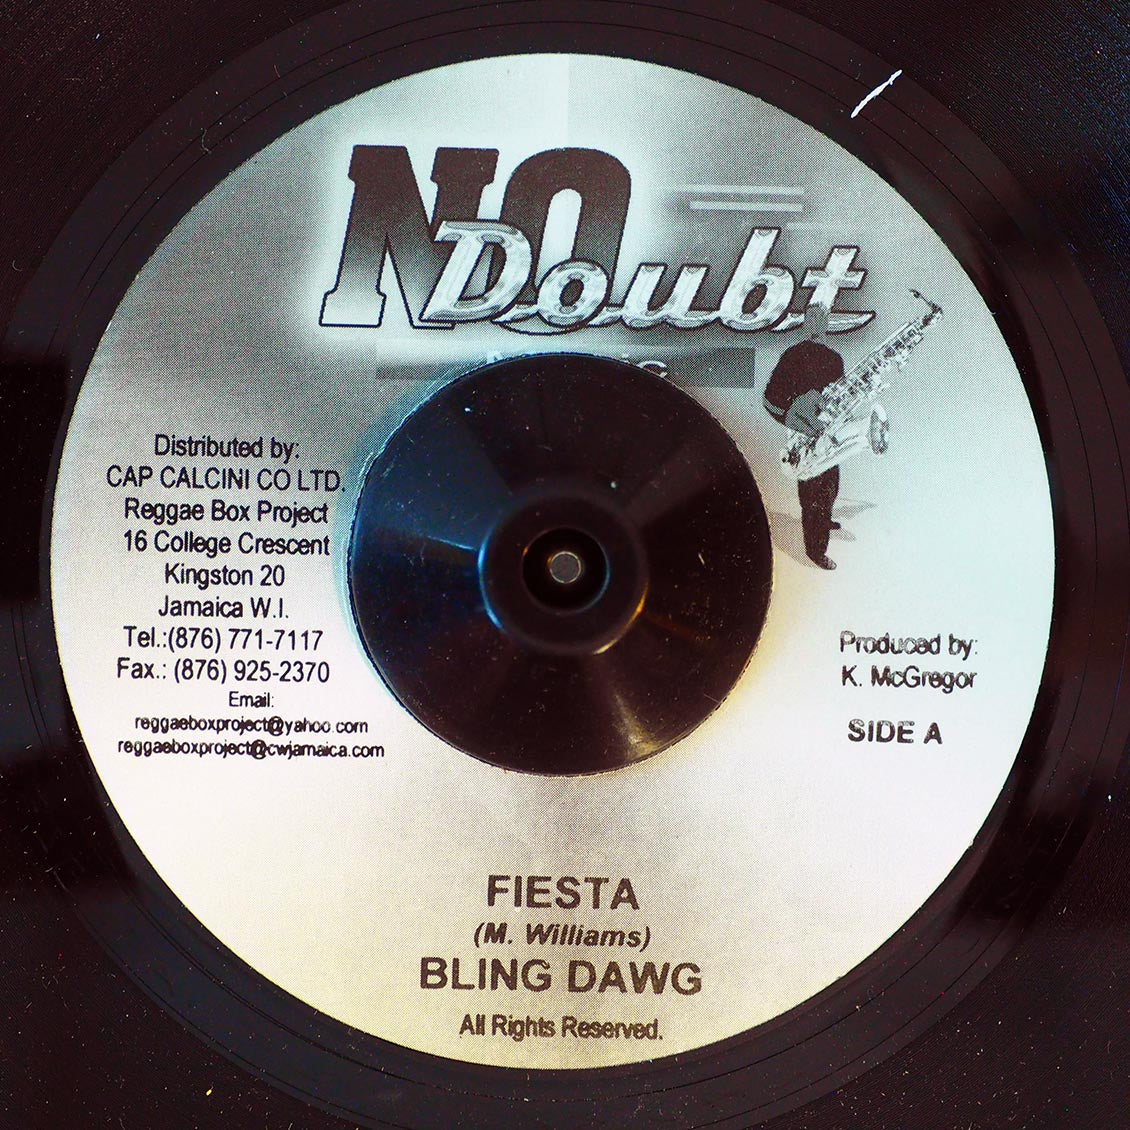 NO
Doubt
Distributed by:
CAP CALCINI CO LTD.
Reggae Box Project
16 College Crescent
Kingston 20
Jamaica W.I.
Tel.:(876) 771-7117
Fax.: (876) 925-2370
Email:
reggaeboxproject@yahoo.com
reggaeboxproject@cwjamaica.com
Produced by:
K. McGregor
SIDE A
FIESTA
(M. Williams)
BLING DAWG
All Rights Reserved.